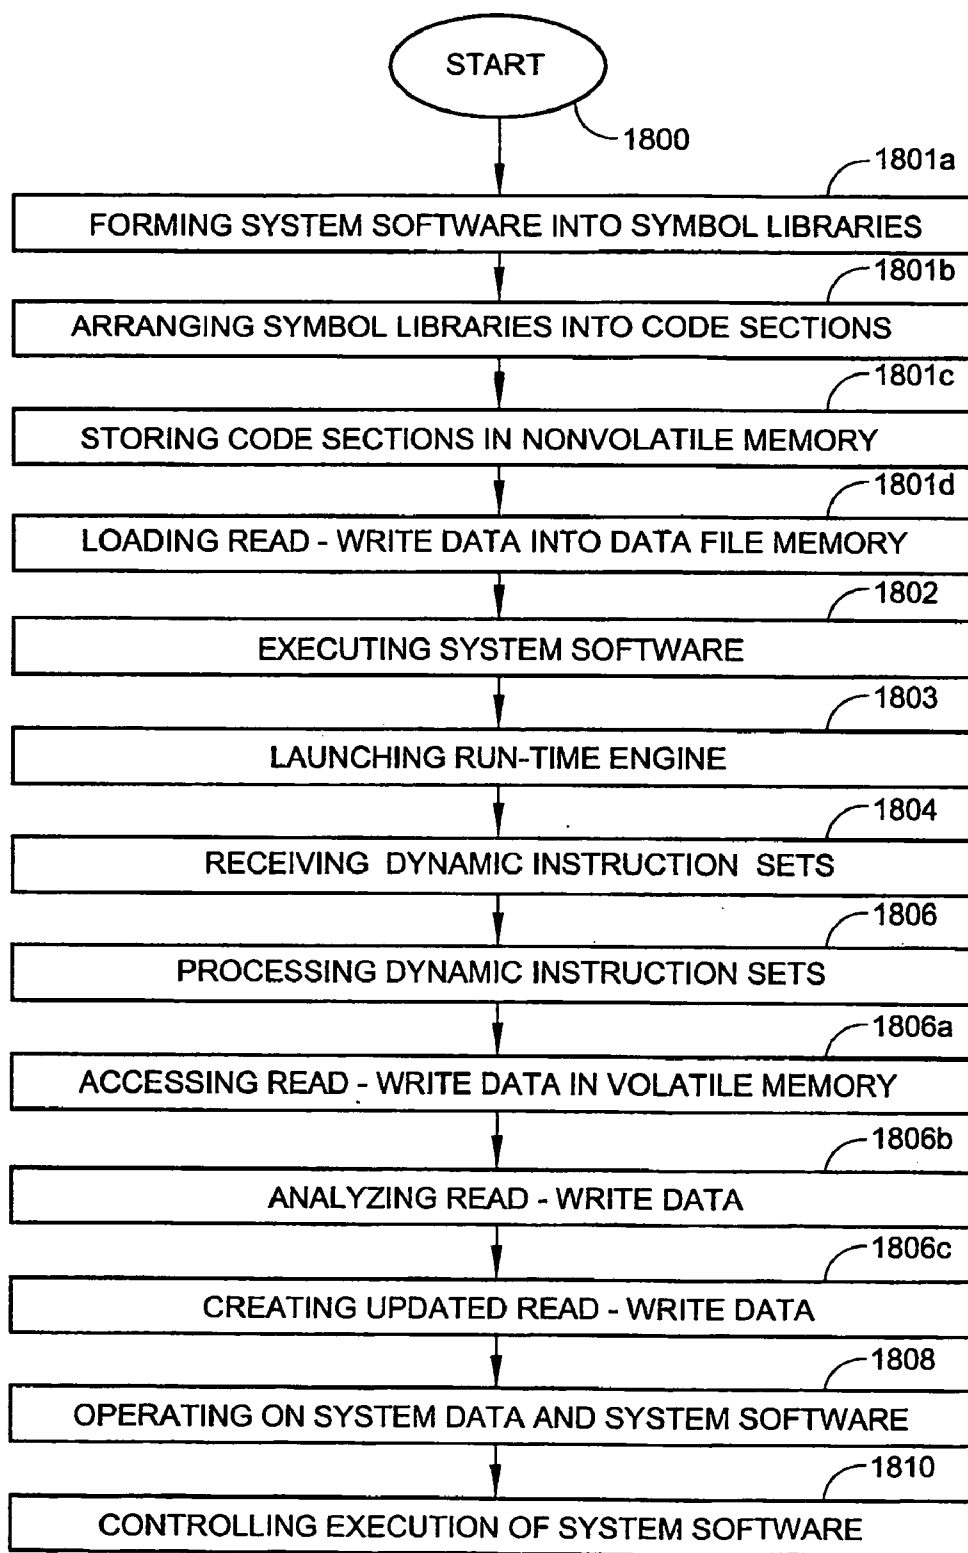 START
1800
1801a
FORMING SYSTEM SOFTWARE INTO SYMBOL LIBRARIES
1801b
ARRANGING SYMBOL LIBRARIES INTO CODE SECTIONS
1801c
STORING CODE SECTIONS IN NONVOLATILE MEMORY
1801d
LOADING READ - WRITE DATA INTO DATA FILE MEMORY
1802
EXECUTING SYSTEM SOFTWARE
1803
LAUNCHING RUN-TIME ENGINE
1804
RECEIVING DYNAMIC INSTRUCTION SETS
1806
PROCESSING DYNAMIC INSTRUCTION SETS
1806a
ACCESSING READ - WRITE DATA IN VOLATILE MEMORY
1806b
ANALYZING READ - WRITE DATA
1806c
CREATING UPDATED READ - WRITE DATA
1808
OPERATING ON SYSTEM DATA AND SYSTEM SOFTWARE
1810
CONTROLLING EXECUTION OF SYSTEM SOFTWARE